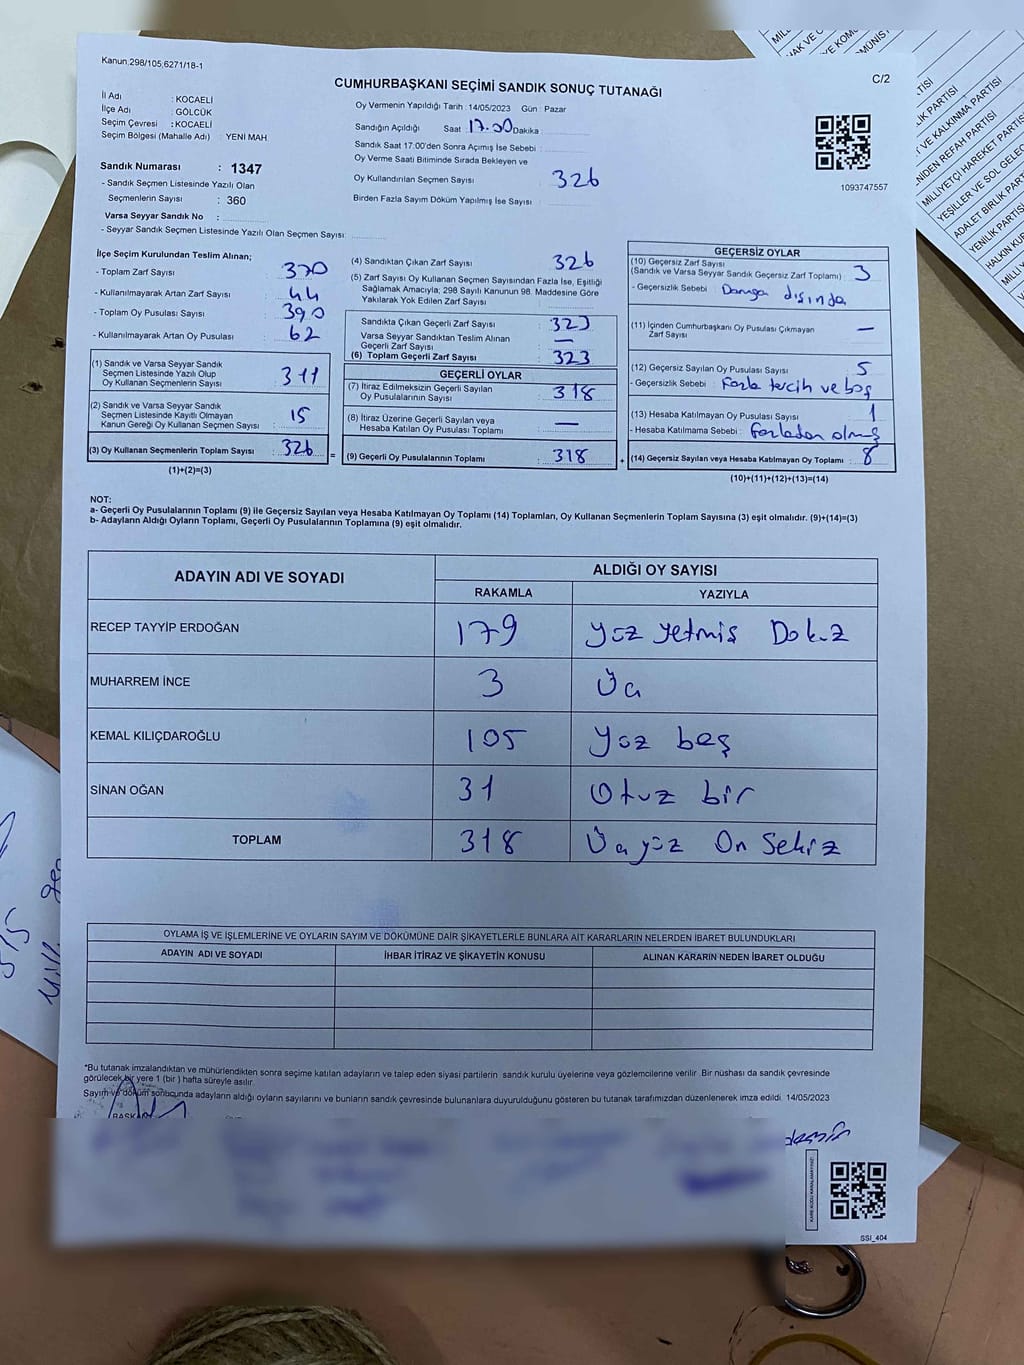 Kanun.298/105,6271/18-1
C/2
CUMHURBAŞKANI SEÇİMİ SANDIK SONUÇ TUTANAĞI
İl Adı : KOCAELİ
İlçe Adı : GÖLCÜK
Seçim Çevresi : KOCAELİ
Seçim Bölgesi (Mahalle Adı) : YENİ MAH.
Sandık Numarası : 1347
- Sandık Seçmen Listesinde Yazılı Olan
Seçmenlerin Sayısı : 360
Varsa Seyyar Sandık No :
- Seyyar Sandık Seçmen Listesinde Yazılı Olan Seçmen Sayısı:
Oy Vermenin Yapıldığı Tarih : 14/05/2023 Gün : Pazar
Sandığın Açıldığı Saat 17.00 Dakika :
Sandık Saat 17:00'den Sonra Açımış İse Sebebi :
Oy Verme Saati Bitiminde Sırada Bekleyen ve
Oy Kullandırılan Seçmen Sayısı 326
Birden Fazla Sayım Döküm Yapılmış İse Sayısı :
1093747557
İlçe Seçim Kurulundan Teslim Alınan;
- Toplam Zarf Sayısı : 370
- Kullanılmayarak Artan Zarf Sayısı : 44
- Toplam Oy Pusulası Sayısı : 390
- Kullanılmayarak Artan Oy Pusulası : 62
(1) Sandık ve Varsa Seyyar Sandık
Seçmen Listesinde Yazılı Olup
Oy Kullanan Seçmenlerin Sayısı : 311
(2) Sandık ve Varsa Seyyar Sandık
Seçmen Listesinde Kayıtlı Olmayan
Kanun Gereği Oy Kullanan Seçmen Sayısı : 15
(3) Oy Kullanan Seçmenlerin Toplam Sayısı : 326
(1)+(2)=(3)
(4) Sandıktan Çıkan Zarf Sayısı : 326
(5) Zarf Sayısı Oy Kullanan Seçmen Sayısından Fazla İse, Eşitliği
Sağlamak Amacıyla; 298 Sayılı Kanunun 98. Maddesine Göre
Yakılarak Yok Edilen Zarf Sayısı :
Sandıkta Çıkan Geçerli Zarf Sayısı : 323
Varsa Seyyar Sandıktan Teslim Alınan
Geçerli Zarf Sayısı : —
(6) Toplam Geçerli Zarf Sayısı : 323
GEÇERLİ OYLAR
(7) İtiraz Edilmeksizin Geçerli Sayılan
Oy Pusulalarının Sayısı : 318
(8) İtiraz Üzerine Geçerli Sayılan veya
Hesaba Katılan Oy Pusulası Toplamı : —
=
(9) Geçerli Oy Pusulalarının Toplamı : 318
+
GEÇERSİZ OYLAR
(10) Geçersiz Zarf Sayısı
(Sandık ve Varsa Seyyar Sandık Geçersiz Zarf Toplamı) : 3
- Geçersizlik Sebebi : Damga dışında
(11) İçinden Cumhurbaşkanı Oy Pusulası Çıkmayan
Zarf Sayısı : —
(12) Geçersiz Sayılan Oy Pusulası Sayısı : 5
- Geçersizlik Sebebi : Fazla tercih ve boş
(13) Hesaba Katılmayan Oy Pusulası Sayısı : 1
- Hesaba Katılmama Sebebi : Fazladan olmuş
(14) Geçersiz Sayılan veya Hesaba Katılmayan Oy Toplamı : 8
(10)+(11)+(12)+(13)=(14)
NOT:
a- Geçerli Oy Pusulalarının Toplamı (9) ile Geçersiz Sayılan veya Hesaba Katılmayan Oy Toplamı (14) Toplamları, Oy Kullanan Seçmenlerin Toplam Sayısına (3) eşit olmalıdır. (9)+(14)=(3)
b- Adayların Aldığı Oyların Toplamı, Geçerli Oy Pusulalarının Toplamına (9) eşit olmalıdır.
ADAYIN ADI VE SOYADI
ALDIĞI OY SAYISI
RAKAMLA YAZIYLA
RECEP TAYYİP ERDOĞAN 179 Yüz yetmiş Dokuz
MUHARREM İNCE 3 Üç
KEMAL KILIÇDAROĞLU 105 Yüz beş
SİNAN OĞAN 31 Otuz bir
TOPLAM 318 Üç yüz On Sekiz
OYLAMA İŞ VE İŞLEMLERİNE VE OYLARIN SAYIM VE DÖKÜMÜNE DAİR ŞİKAYETLERLE BUNLARA AİT KARARLARIN NELERDEN İBARET BULUNDUKLARI
ADAYIN ADI VE SOYADI İHBAR İTİRAZ VE ŞİKAYETİN KONUSU ALINAN KARARIN NEDEN İBARET OLDUĞU
*Bu tutanak imzalandıktan ve mühürlendikten sonra seçime katılan adayların ve talep eden siyasi partilerin sandık kurulu üyelerine veya gözlemcilerine verilir. Bir nüshası da sandık çevresinde
görülecek bir yere 1 (bir) hafta süreyle asılır.
Sayım ve döküm sonucunda adayların aldığı oyların sayılarını ve bunların sandık çevresinde bulunanlara duyurulduğunu gösteren bu tutanak tarafımızdan düzenlenerek imza edildi. 14/05/2023
BAŞKAN
SSI_404
VE KALKINMA PARTİSİ
YENİDEN REFAH PARTİSİ
MİLLİYETÇİ HAREKET PARTİSİ
YEŞİLLER VE SOL GELECEK
ADALET BİRLİK PARTİSİ
YENİLİK PARTİSİ